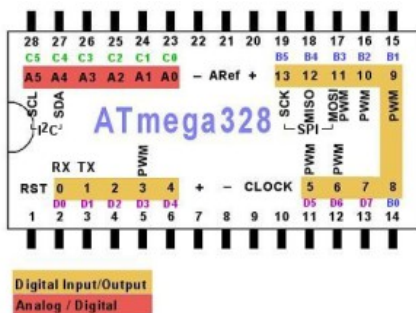 28 27 26 25 24 23 22 21 20 19 18 17 16 15
C5 C4 C3 C2 C1 C0 B5 B4 B3 B2 B1
A5 A4 A3 A2 A1 A0 - ARef + 13 12 11 10 9
SCL SDA SCK MISO MOSI PWM PWM PWM
I²C SPI
ATmega328
RX TX PWM PWM PWM
RST 0 1 2 3 4 + - CLOCK 5 6 7 8
D0 D1 D2 D3 D4 D5 D6 D7 B0
1 2 3 4 5 6 7 8 9 10 11 12 13 14
Digital Input/Output
Analog / Digital